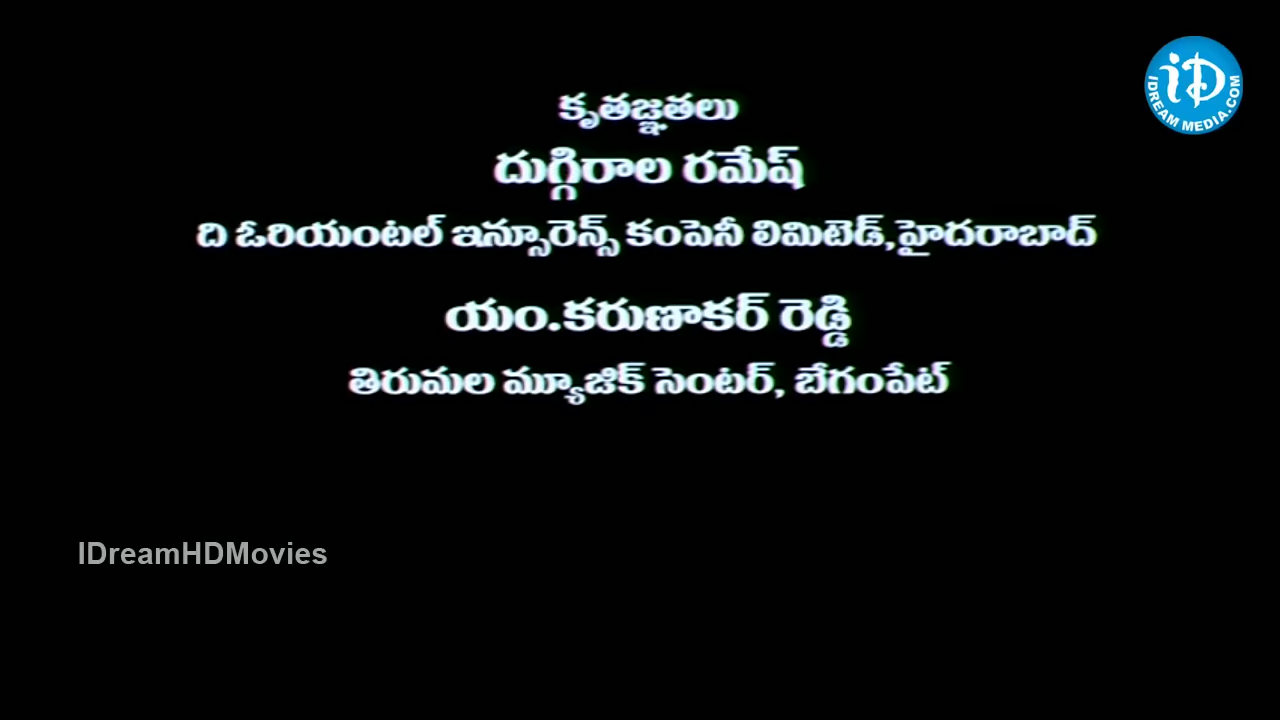 కృతజ్ఞతలు
దుగ్గిరాల రమేష్
ది ఓరియంటల్ ఇన్సూరెన్స్ కంపెనీ లిమిటెడ్,హైదరాబాద్
యం.కరుణాకర్ రెడ్డి
తిరుమల మ్యూజిక్ సెంటర్, బేగంపేట్
IDreamHDMovies
iD
IDREAM MEDIA.COM